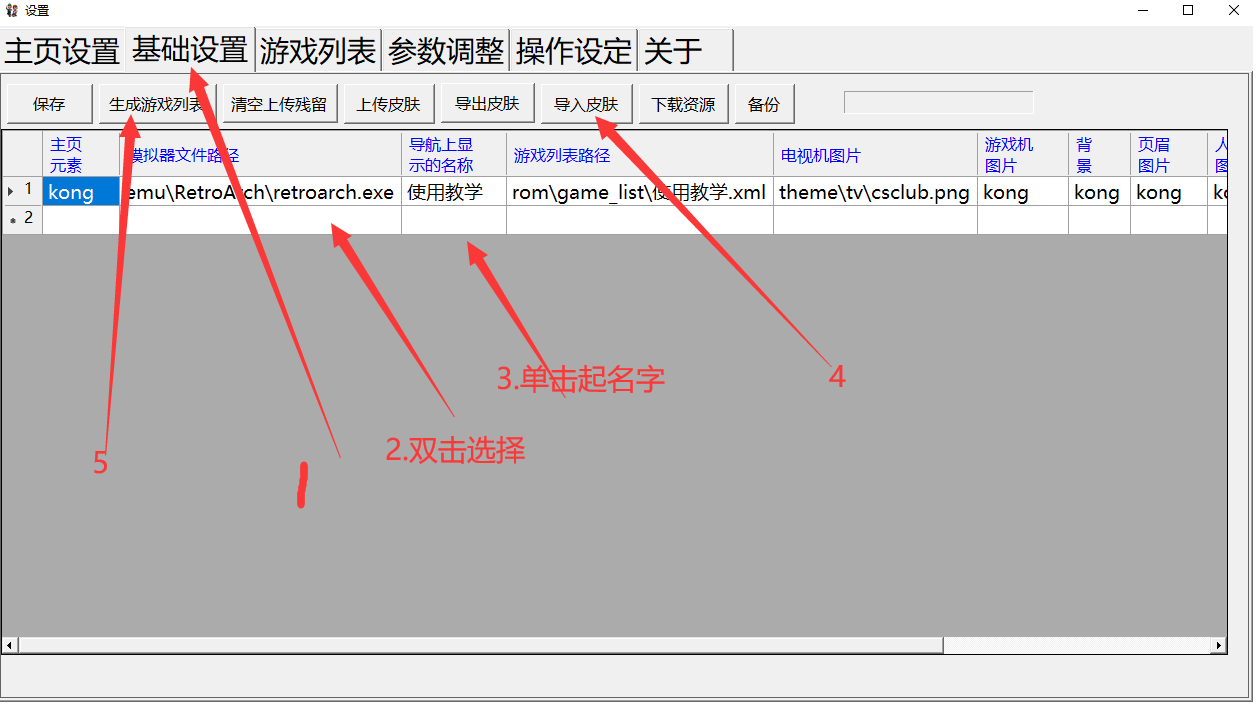 设置
主页设置 基础设置 游戏列表 参数调整 操作设定 关于
保存 生成游戏列表 清空上传残留 上传皮肤 导出皮肤 导入皮肤 下载资源 备份
主页元素 模拟器文件路径 导航上显示的名称 游戏列表路径 电视机图片 游戏机图片 背景 页眉图片
1 kong emu\RetroArch\retroarch.exe 使用教学 rom\game_list\使用教学.xml theme\tv\csclub.png kong kong kong
2
3.单击起名字
4
2.双击选择
5
1